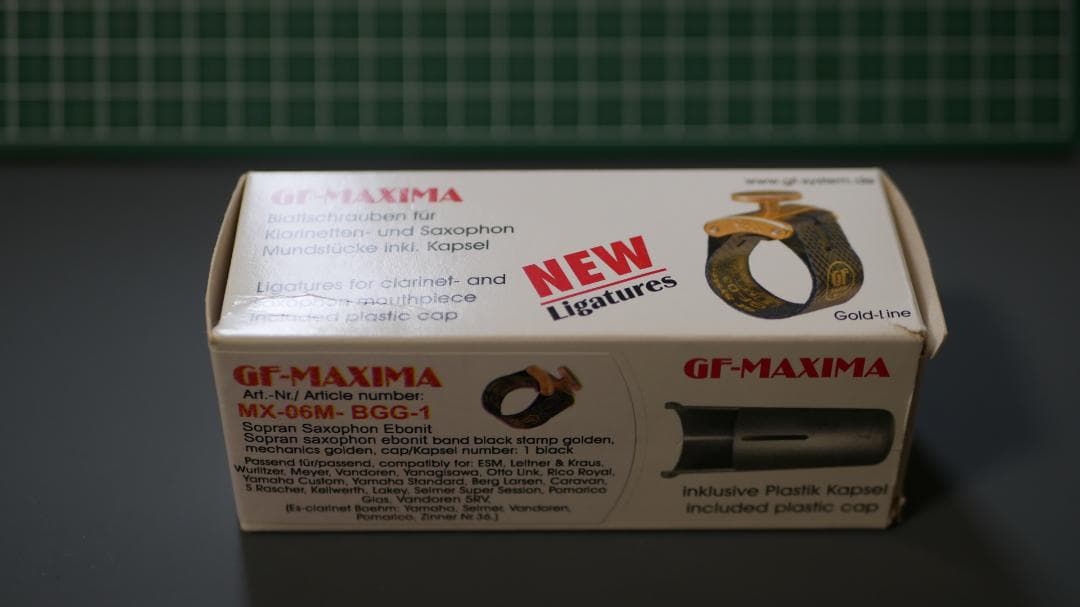 GF-MAXIMA
Blattschrauben für
Klarinetten- und Saxophon
Mundstücke inkl. Kapsel
Ligatures for clarinet- and
saxophon mouthpiece
included plastic cap
NEW
Ligatures
www.gf-system.de
GF
Gold-Line
GF-MAXIMA
Art.-Nr./ Article number:
MX-06M- BGG-1
Sopran Saxophon Ebonit
Sopran saxophon ebonit band black stamp golden,
mechanics golden, cap/Kapsel number: 1 black
Passend für/passend, compatibly for: ESM, Leitner & Kraus,
Wurlitzer, Meyer, Vandoren, Yanagisawa, Otto Link, Rico Royal,
Yamaha Custom, Yamaha Standard, Berg Larsen, Caravan,
S Rascher, Keilwerth, Lakey, Selmer Super Session, Pomarico
Glas, Vandoren 5RV.
(Es-clarinet Boehm: Yamaha, Selmer, Vandoren,
Pomarico, Zinner Nr 36.)
GF-MAXIMA
inklusive Plastik Kapsel
included plastic cap